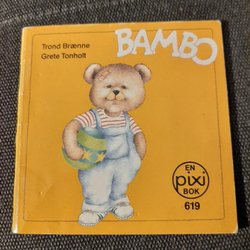 Trond Brænne
Grete Tonholt
BAMBO
EN
pixi
BOK
619